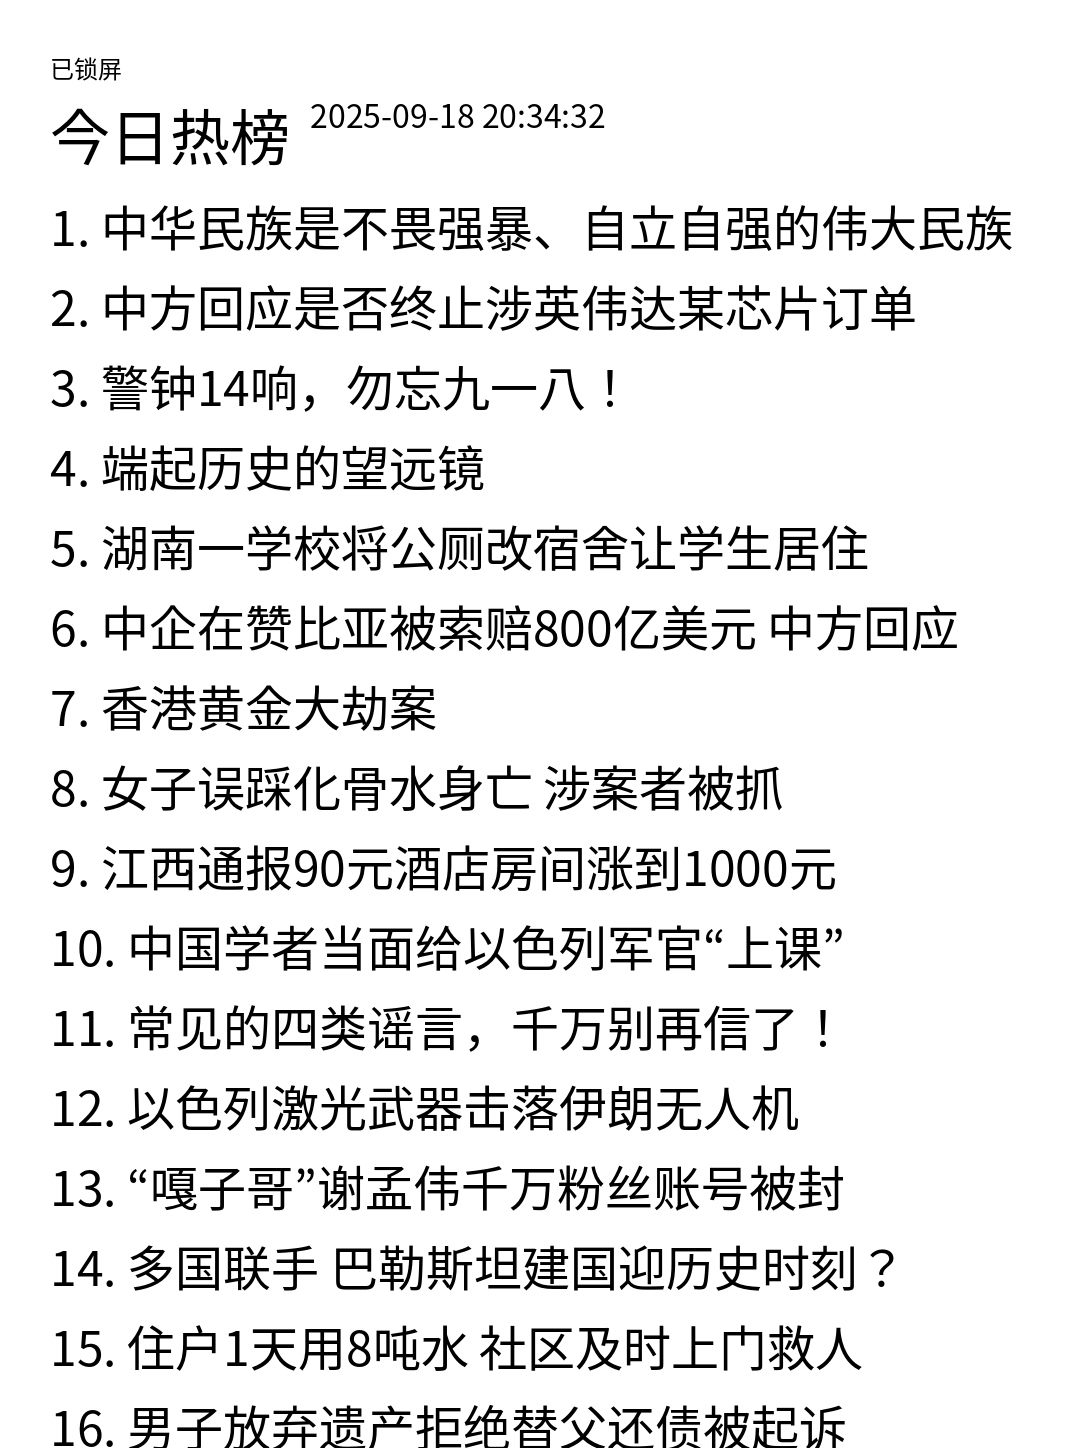 已锁屏
今日热榜 2025-09-18 20:34:32
1. 中华民族是不畏强暴、自立自强的伟大民族
2. 中方回应是否终止涉英伟达某芯片订单
3. 警钟14响，勿忘九一八！
4. 端起历史的望远镜
5. 湖南一学校将公厕改宿舍让学生居住
6. 中企在赞比亚被索赔800亿美元 中方回应
7. 香港黄金大劫案
8. 女子误踩化骨水身亡 涉案者被抓
9. 江西通报90元酒店房间涨到1000元
10. 中国学者当面给以色列军官“上课”
11. 常见的四类谣言，千万别再信了！
12. 以色列激光武器击落伊朗无人机
13. “嘎子哥”谢孟伟千万粉丝账号被封
14. 多国联手 巴勒斯坦建国迎历史时刻？
15. 住户1天用8吨水 社区及时上门救人
16. 男子放弃遗产拒绝替父还债被起诉